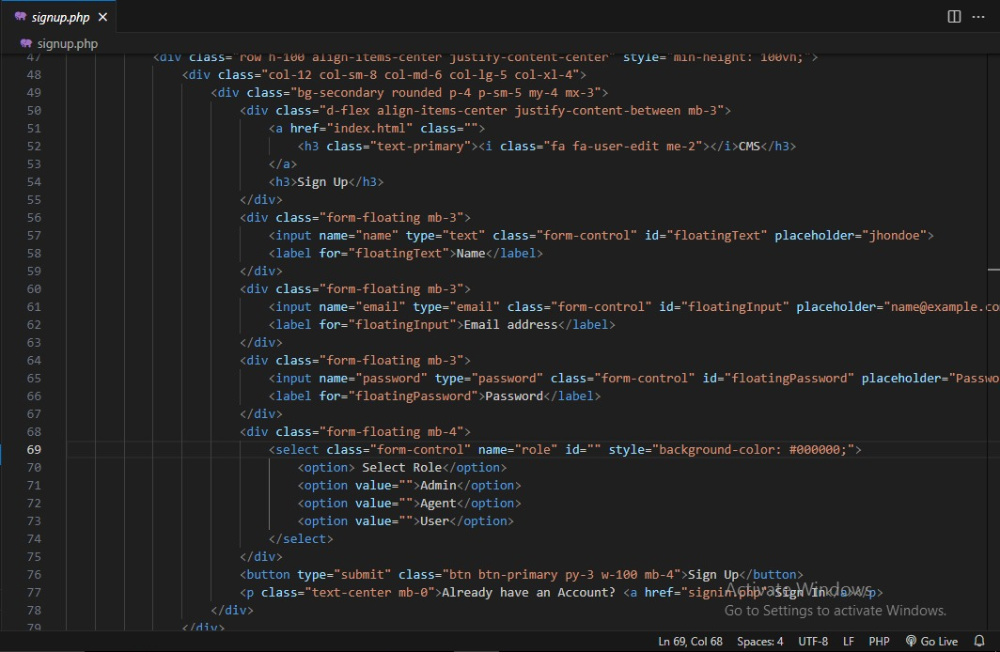 signup.php
signup.php
47 <div class="row h-100 align-items-center justify-content-center" style="min-height: 100vh;">
48 <div class="col-12 col-sm-8 col-md-6 col-lg-5 col-xl-4">
49 <div class="bg-secondary rounded p-4 p-sm-5 my-4 mx-3">
50 <div class="d-flex align-items-center justify-content-between mb-3">
51 <a href="index.html" class="">
52 <h3 class="text-primary"><i class="fa fa-user-edit me-2"></i>CMS</h3>
53 </a>
54 <h3>Sign Up</h3>
55 </div>
56 <div class="form-floating mb-3">
57 <input name="name" type="text" class="form-control" id="floatingText" placeholder="jhondoe">
58 <label for="floatingText">Name</label>
59 </div>
60 <div class="form-floating mb-3">
61 <input name="email" type="email" class="form-control" id="floatingInput" placeholder="name@example.co
62 <label for="floatingInput">Email address</label>
63 </div>
64 <div class="form-floating mb-3">
65 <input name="password" type="password" class="form-control" id="floatingPassword" placeholder="Passwo
66 <label for="floatingPassword">Password</label>
67 </div>
68 <div class="form-floating mb-4">
69 <select class="form-control" name="role" id="" style="background-color: #000000;">
70 <option> Select Role</option>
71 <option value="">Admin</option>
72 <option value="">Agent</option>
73 <option value="">User</option>
74 </select>
75 </div>
76 <button type="submit" class="btn btn-primary py-3 w-100 mb-4">Sign Up</button>
77 <p class="text-center mb-0">Already have an Account? <a href="signin.php">Sign In</a></p>
78 </div>
79 </div>
Activate Windows
Go to Settings to activate Windows.
Ln 69, Col 68 Spaces: 4 UTF-8 LF PHP Go Live